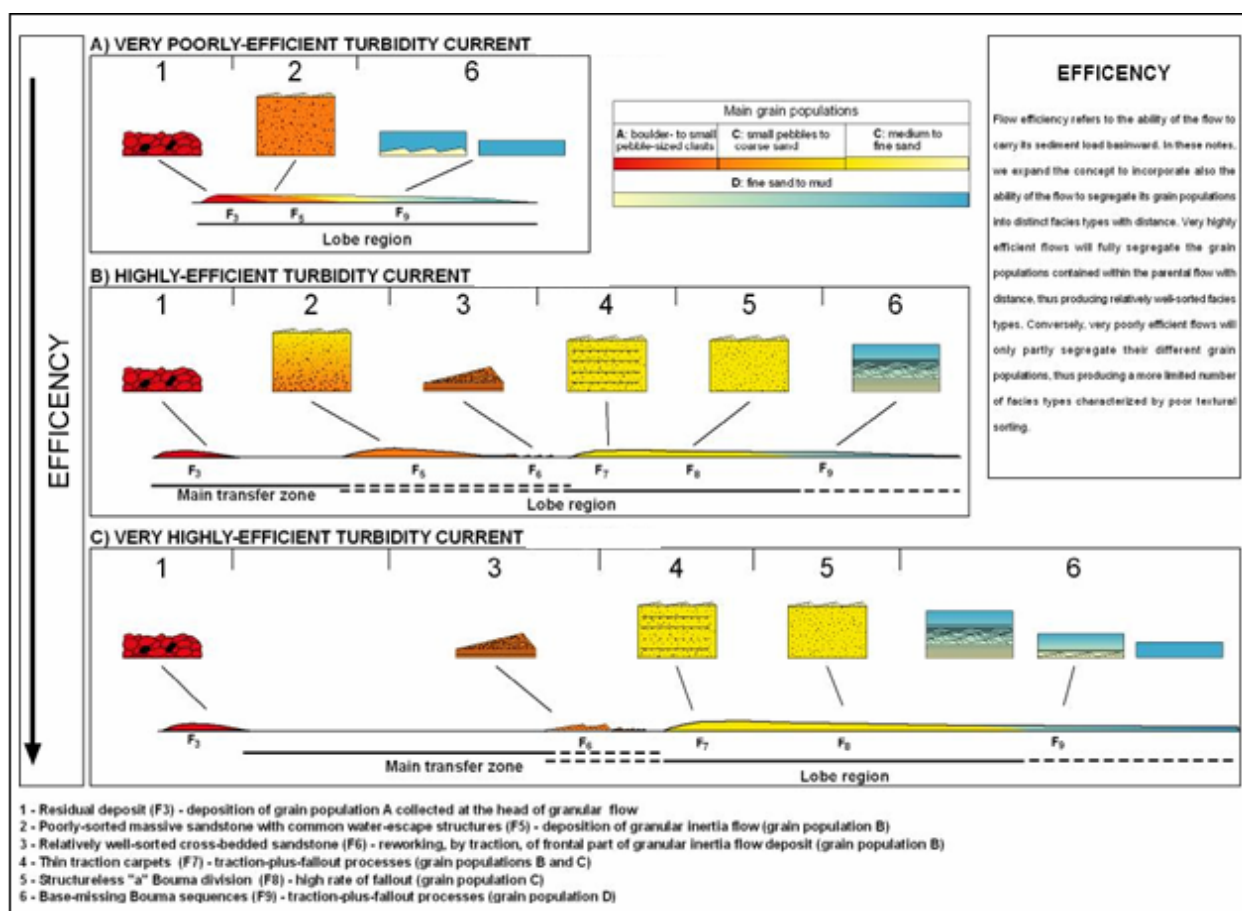 A) VERY POORLY-EFFICIENT TURBIDITY CURRENT
1 2 6
F3 F5 F9
Lobe region
Main grain populations
A: boulder- to small pebble-sized clasts
C: small pebbles to coarse sand
C: medium to fine sand
D: fine sand to mud
EFFICENCY
Flow efficiency refers to the ability of the flow to
carry its sediment load basinward. In these notes,
we expand the concept to incorporate also the
ability of the flow to segregate its grain populations
into distinct facies types with distance. Very highly
efficient flows will fully segregate the grain
populations contained within the parental flow with
distance, thus producing relatively well-sorted facies
types. Conversely, very poorly efficient flows will
only partly segregate their different grain
populations, thus producing a more limited number
of facies types characterized by poor textural
sorting.
EFFICENCY
B) HIGHLY-EFFICIENT TURBIDITY CURRENT
1 2 3 4 5 6
F3 F5 F6 F7 F8 F9
Main transfer zone
Lobe region
C) VERY HIGHLY-EFFICIENT TURBIDITY CURRENT
1 3 4 5 6
F3 F6 F7 F8 F9
Main transfer zone
Lobe region
1 - Residual deposit (F3) - deposition of grain population A collected at the head of granular flow
2 - Poorly-sorted massive sandstone with common water-escape structures (F5) - deposition of granular inertia flow (grain population B)
3 - Relatively well-sorted cross-bedded sandstone (F6) - reworking, by traction, of frontal part of granular inertia flow deposit (grain population B)
4 - Thin traction carpets (F7) - traction-plus-fallout processes (grain populations B and C)
5 - Structureless "a" Bouma division (F8) - high rate of fallout (grain population C)
6 - Base-missing Bouma sequences (F9) - traction-plus-fallout processes (grain population D)